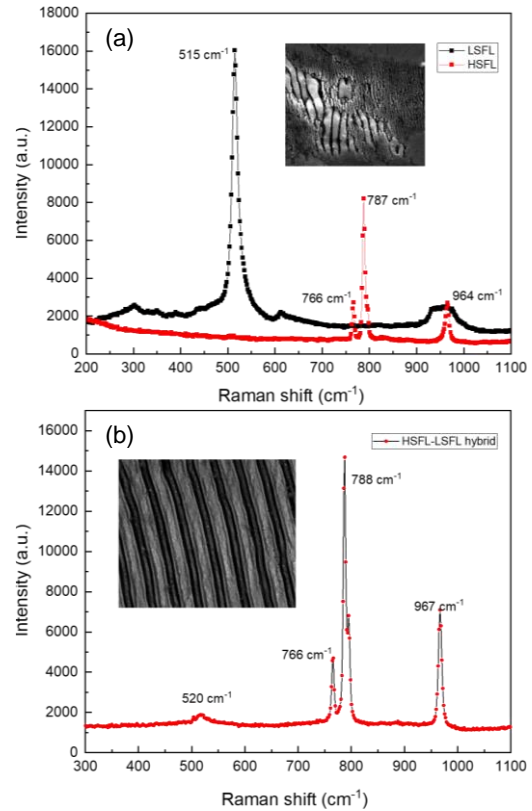 (a)
515 cm-1
LSFL
HSFL
787 cm-1
766 cm-1
964 cm-1
Intensity (a.u.)
18000
16000
14000
12000
10000
8000
6000
4000
2000
0
200 300 400 500 600 700 800 900 1000 1100
Raman shift (cm-1)
(b)
HSFL-LSFL hybrid
788 cm-1
967 cm-1
766 cm-1
520 cm-1
Intensity (a.u.)
16000
14000
12000
10000
8000
6000
4000
2000
0
300 400 500 600 700 800 900 1000 1100
Raman shift (cm-1)